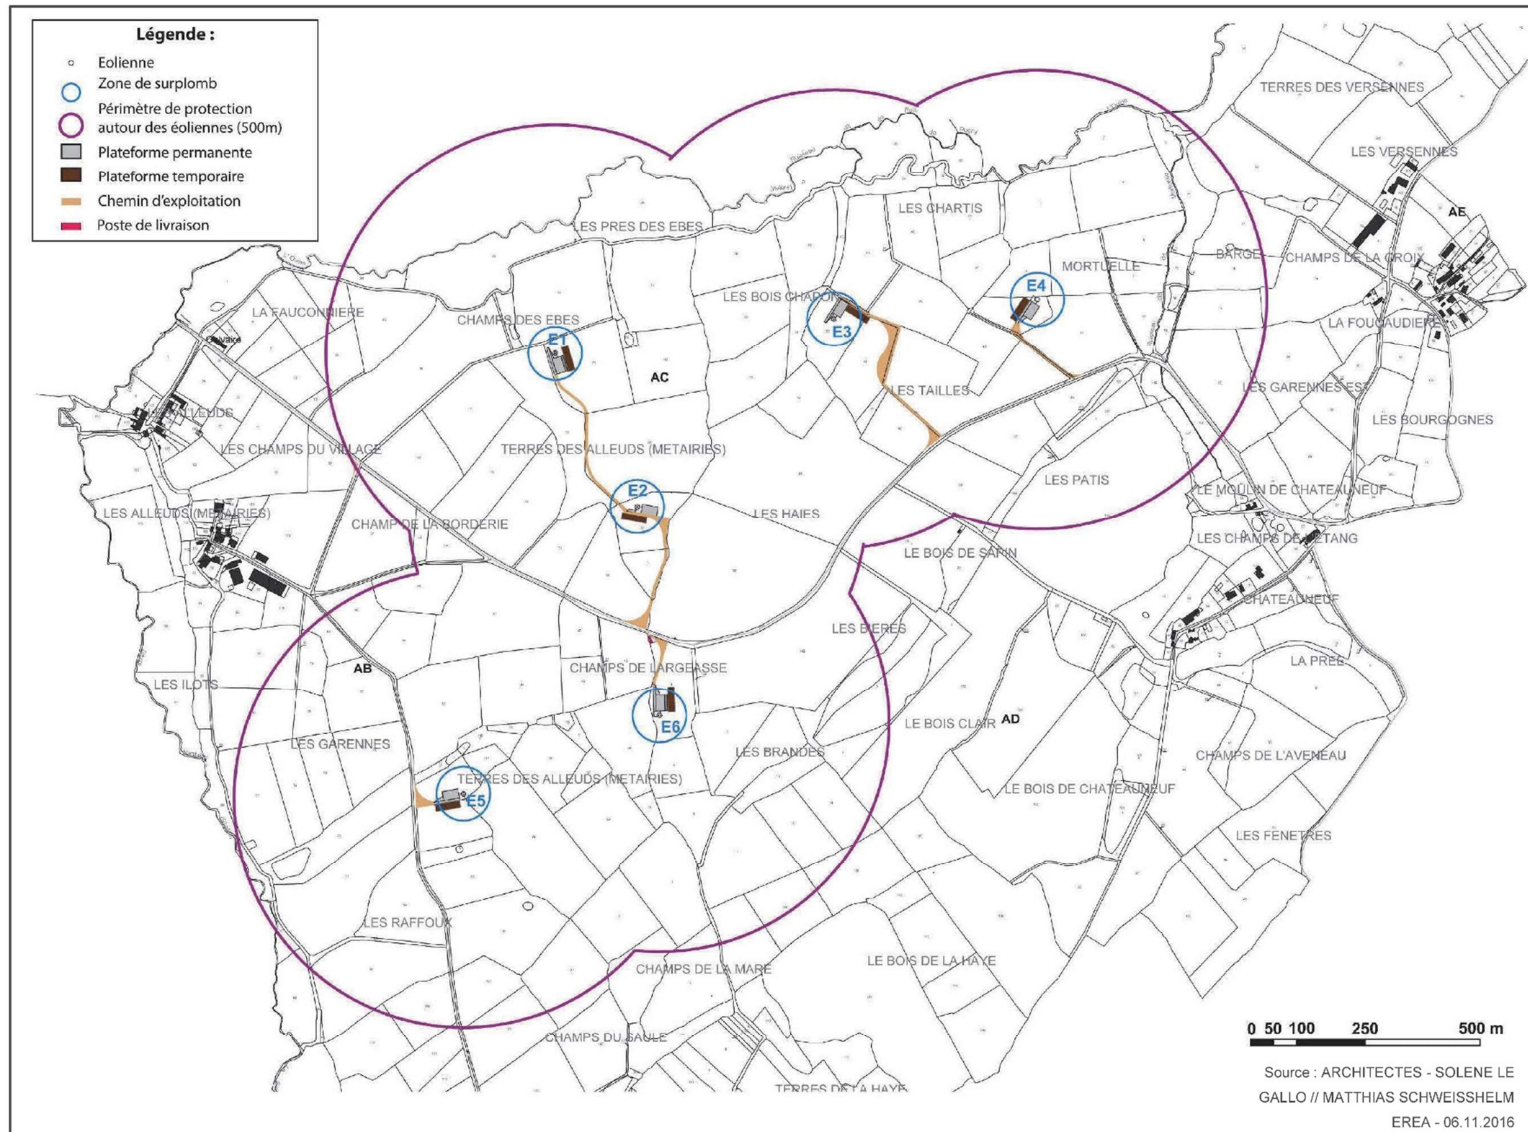 Légende :
Eolienne
Zone de surplomb
Périmètre de protection
autour des éoliennes (500m)
Plateforme permanente
Plateforme temporaire
Chemin d'exploitation
Poste de livraison
TERRES DES VERSENNES
LES VERSENNES
AE
LES CHARTIS
LES PRES DES EBES
BARGE
CHAMPS DE LA CROIX
MORTUELLE
E4
LES BOIS CHAPON
E3
LA FAUCONNIERE
CHAMPS DES EBES
LA FOUCAUDIERE
E1
AC
LES TAILLES
LES GARENNES EST
LES BOURGOGNES
LES CHAMPS DU VILLAGE
TERRES DES ALLEUDS (METAIRIES)
LES PATIS
E2
LE MOULIN DE CHATEAUNEUF
LES ALLEUDS (METAIRIES)
CHAMP DE LA BORDERIE
LES HAIES
LES CHAMPS DE L'ETANG
LE BOIS DE SAPIN
CHATEAUNEUF
LES BIERES
LA PREE
AB
CHAMPS DE LARGEASSE
LES ILOTS
E6
LE BOIS CLAIR
AD
LES GARENNES
LES BRANDES
CHAMPS DE L'AVENEAU
TERRES DES ALLEUDS (METAIRIES)
LE BOIS DE CHATEAUNEUF
E5
LES FENETRES
LES RAFFOUX
LE BOIS DE LA HAYE
CHAMPS DE LA MARE
CHAMPS DU SAULE
TERRES DE LA HAYE
0 50 100 250 500 m
Source : ARCHITECTES - SOLENE LE
GALLO // MATTHIAS SCHWEISSHELM
EREA - 06.11.2016